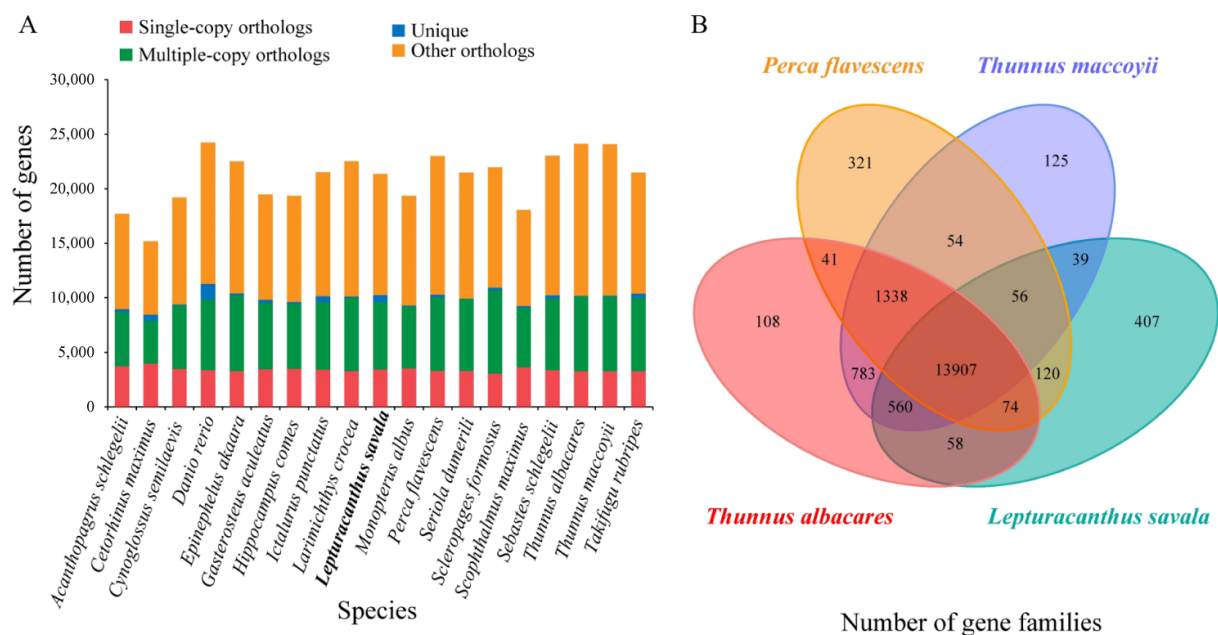 A
Single-copy orthologs
Multiple-copy orthologs
Unique
Other orthologs
30,000
25,000
20,000
15,000
10,000
5,000
0
Number of genes
Acanthopagrus schlegelii
Cetorhinus maximus
Cynoglossus semilaevis
Danio rerio
Epinephelus akaara
Gasterosteus aculeatus
Hippocampus comes
Ictalurus punctatus
Larimichthys crocea
Lepturacanthus savala
Monopterus albus
Perca flavescens
Seriola dumerili
Scleropages formosus
Scophthalmus maximus
Sebastes schlegelii
Thunnus albacares
Thunnus maccoyii
Takifugu rubripes
Species
B
Perca flavescens
Thunnus maccoyii
321
125
54
41
39
1338
56
108
407
783
13907
120
560
74
58
Thunnus albacares
Lepturacanthus savala
Number of gene families